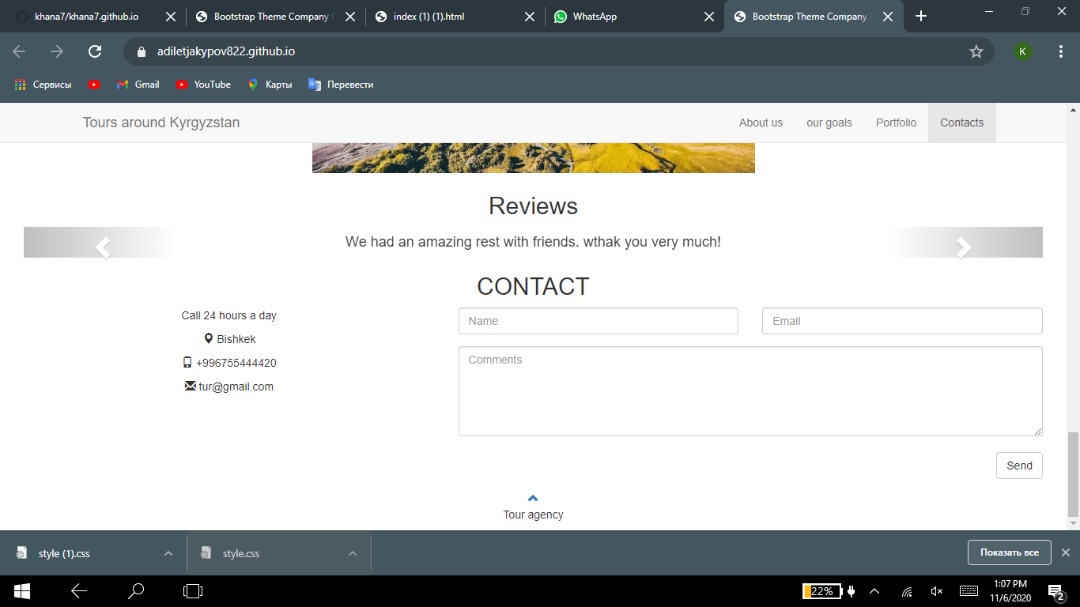 khana7/khana7.github.io
Bootstrap Theme Company
index (1) (1).html
WhatsApp
Bootstrap Theme Company
adiletjakypov822.github.io
K
Сервисы
Gmail
YouTube
Карты
Перевести
Tours around Kyrgyzstan
About us
our goals
Portfolio
Contacts
Reviews
We had an amazing rest with friends. wthak you very much!
CONTACT
Call 24 hours a day
Bishkek
+996755444420
tur@gmail.com
Name
Email
Comments
Send
Tour agency
style (1).css
style.css
Показать все
22%
1:07 PM
11/6/2020
2